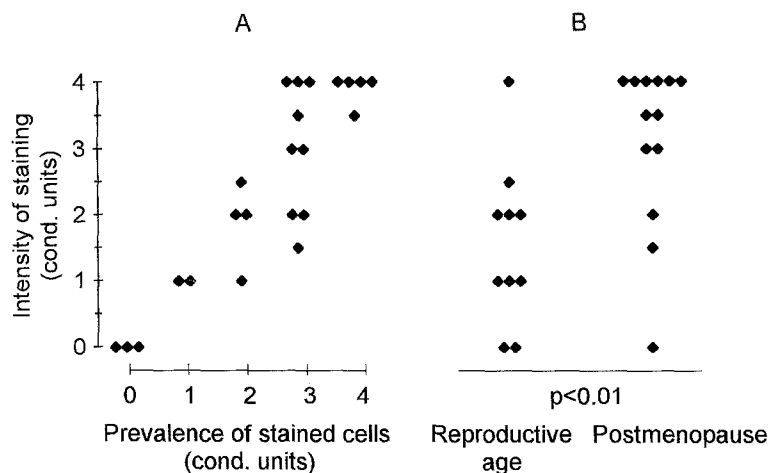 A
B
Intensity of staining
(cond. units)
4
3
2
1
0
0 1 2 3 4
Prevalence of stained cells
(cond. units)
p<0.01
Reproductive
age
Postmenopause